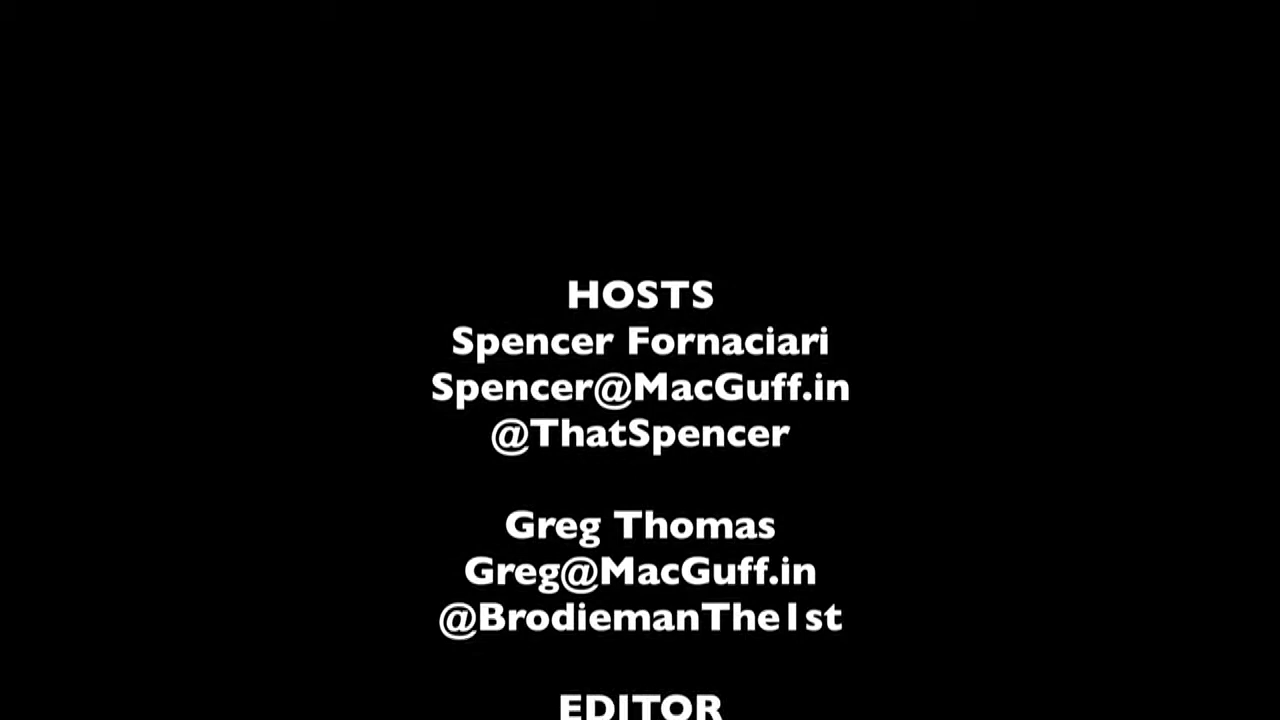 HOSTS
Spencer Fornaciari
Spencer@MacGuff.in
@ThatSpencer
Greg Thomas
Greg@MacGuff.in
@BrodiemanThe1st
EDITOR